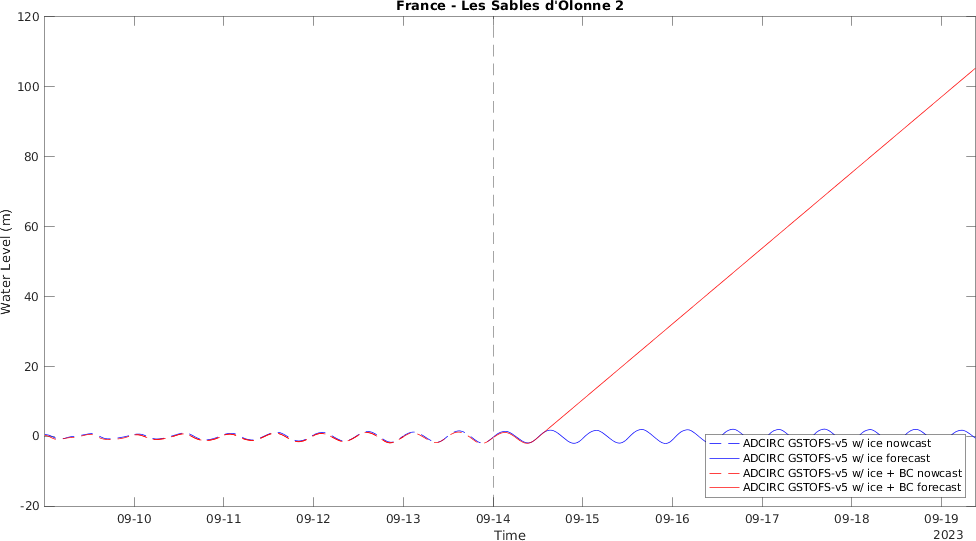 France - Les Sables d'Olonne 2
120
100
80
60
40
20
0
-20
Water Level (m)
09-10
09-11
09-12
09-13
09-14
09-15
09-16
09-17
09-18
09-19
Time
2023
ADCIRC GSTOFS-v5 w/ ice nowcast
ADCIRC GSTOFS-v5 w/ ice forecast
ADCIRC GSTOFS-v5 w/ ice + BC nowcast
ADCIRC GSTOFS-v5 w/ ice + BC forecast